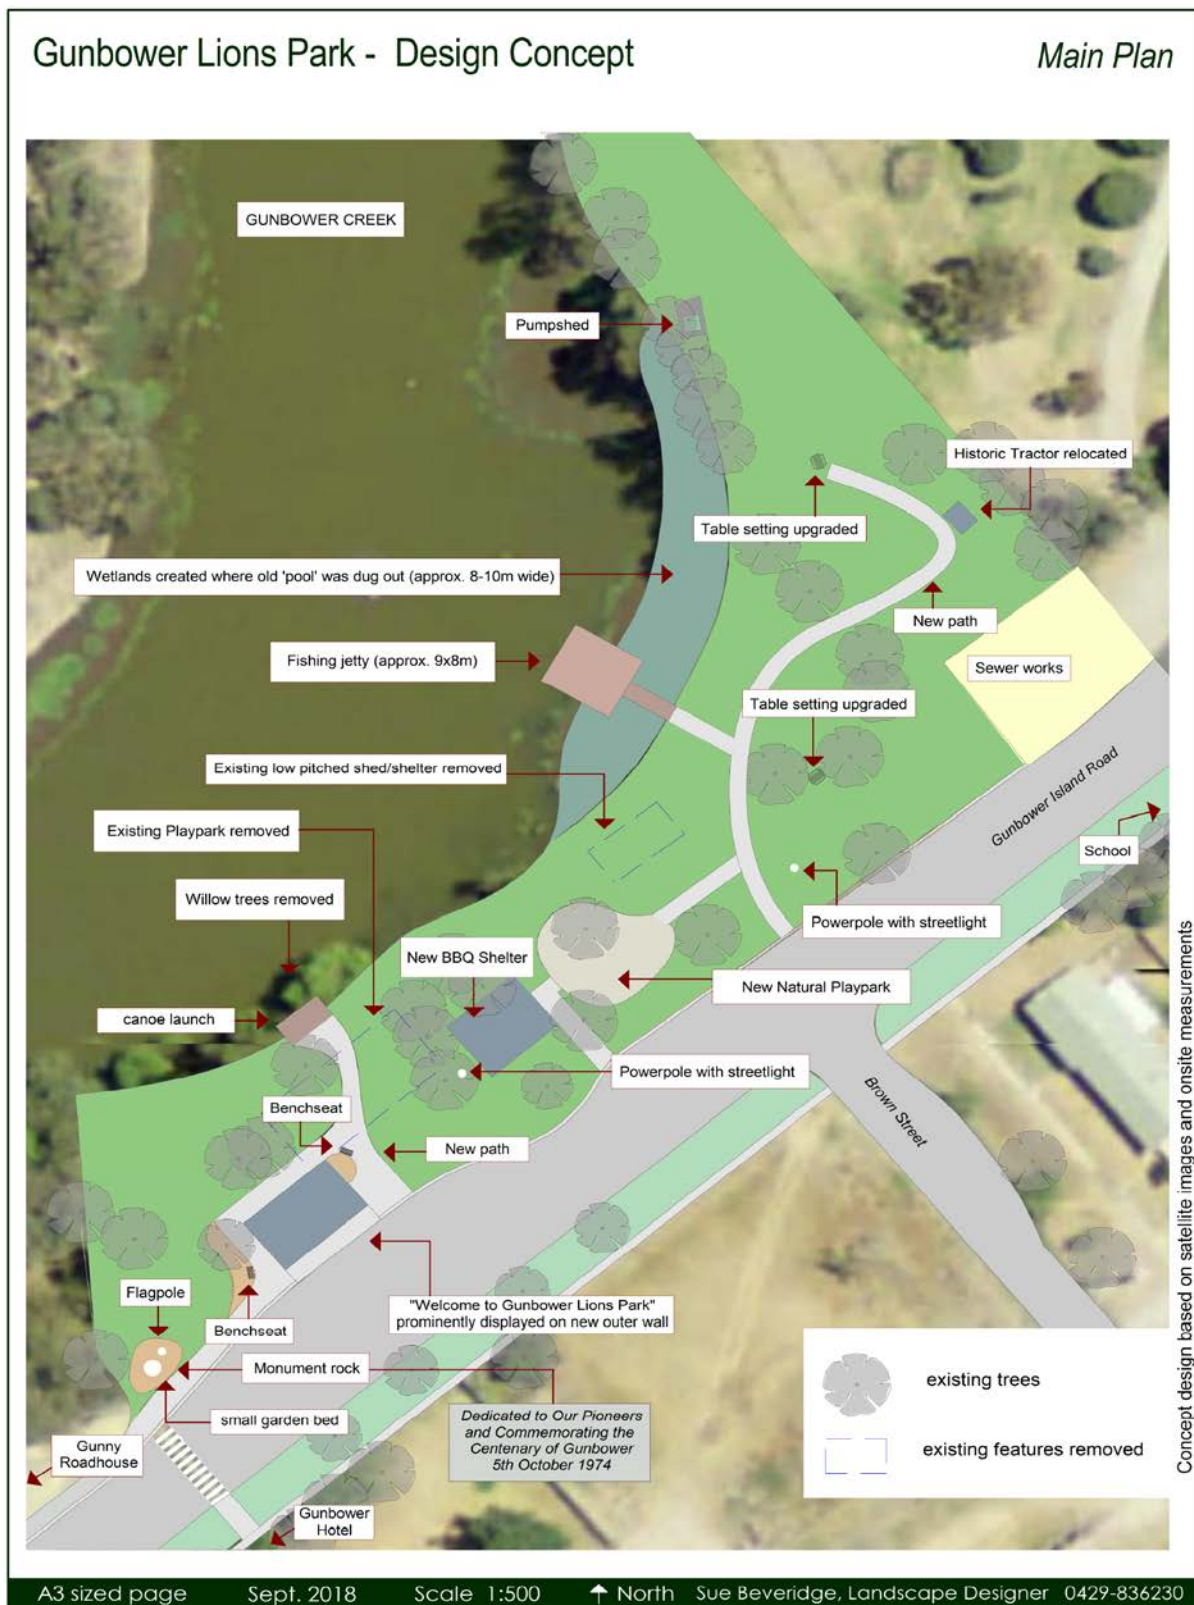 Gunbower Lions Park - Design Concept
Main Plan
GUNBOWER CREEK
Pumpshed
Historic Tractor relocated
Table setting upgraded
Wetlands created where old 'pool' was dug out (approx. 8-10m wide)
New path
Fishing jetty (approx. 9x8m)
Sewer works
Table setting upgraded
Existing low pitched shed/shelter removed
Gunbower Island Road
Existing Playpark removed
School
Willow trees removed
Powerpole with streetlight
New BBQ Shelter
New Natural Playpark
canoe launch
Powerpole with streetlight
Brown Street
Benchseat
New path
Flagpole
"Welcome to Gunbower Lions Park"
prominently displayed on new outer wall
Benchseat
Monument rock
small garden bed
Dedicated to Our Pioneers
and Commemorating the
Centenary of Gunbower
5th October 1974
Gunny
Roadhouse
Gunbower
Hotel
existing trees
existing features removed
Concept design based on satellite images and onsite measurements
A3 sized page Sept. 2018 Scale 1:500 North Sue Beveridge, Landscape Designer 0429-836230